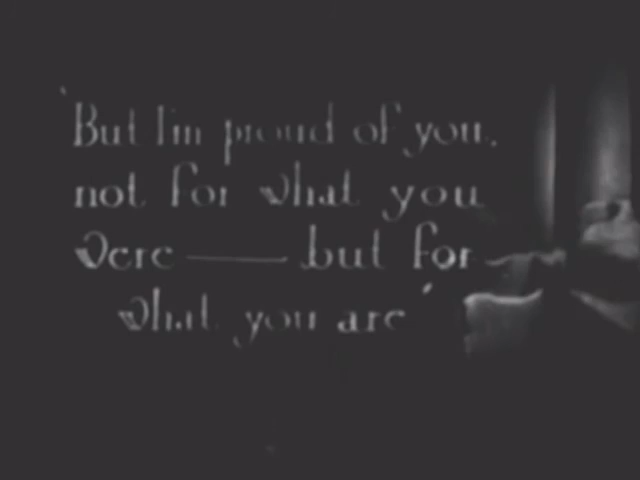 'But I'm proud of you,
not for what you
were — but for
what you are'